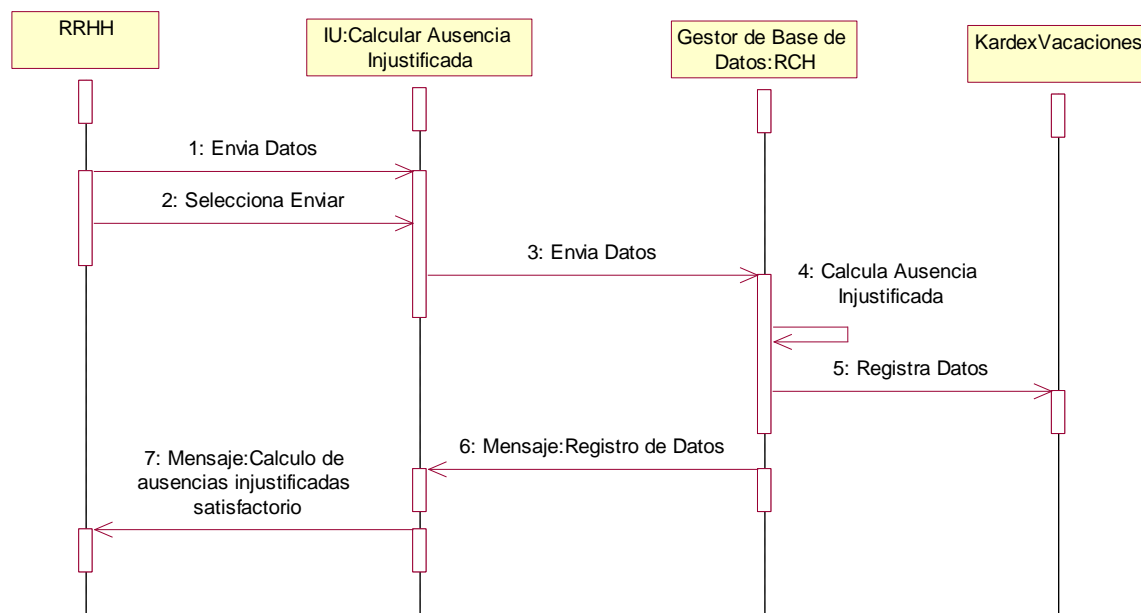 RRHH
IU:Calcular Ausencia
Injustificada
Gestor de Base de
Datos:RCH
KardexVacaciones
1: Envia Datos
2: Selecciona Enviar
3: Envia Datos
4: Calcula Ausencia
Injustificada
5: Registra Datos
6: Mensaje:Registro de Datos
7: Mensaje:Calculo de
ausencias injustificadas
satisfactorio